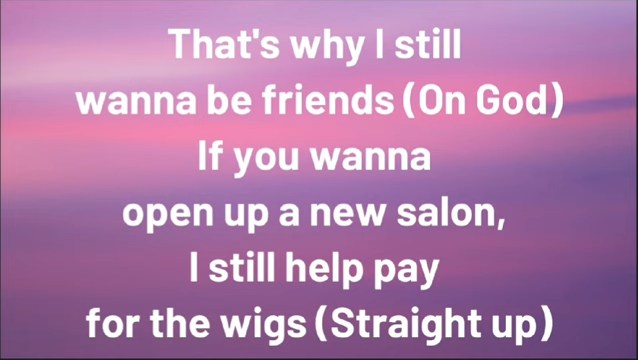 That's why I still
wanna be friends (On God)
If you wanna
open up a new salon,
I still help pay
for the wigs (Straight up)